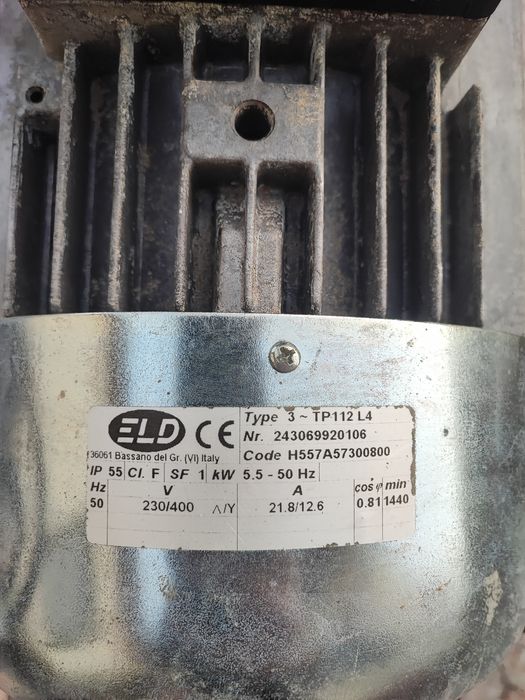 ELD CE Type 3 ~ TP112 L4
Nr. 243069920106
36061 Bassano del Gr. (VI) Italy Code H557A57300800
IP 55 Cl. F SF 1 kW 5.5 - 50 Hz
Hz V A cos φ min
50 230/400 Δ/Y 21.8/12.6 0.81 1440